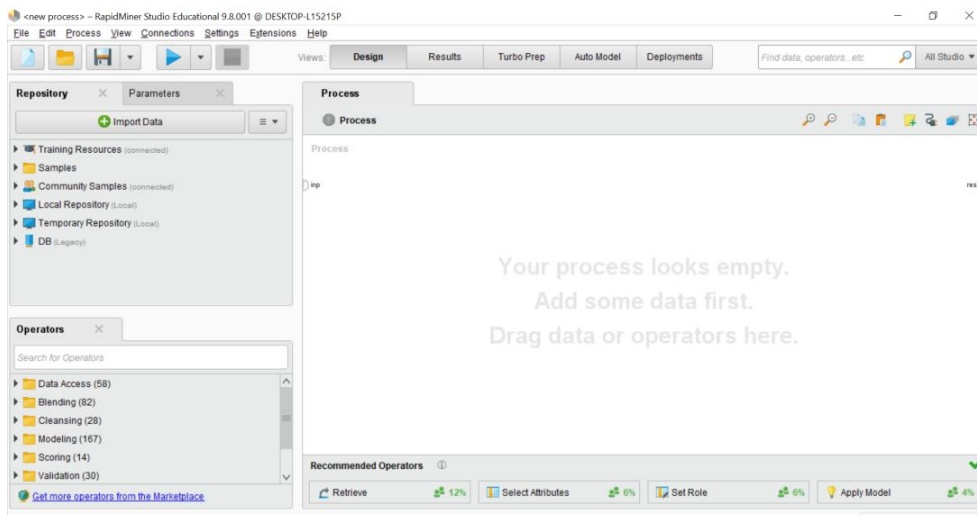 <new process> – RapidMiner Studio Educational 9.8.001 @ DESKTOP-L15215P
File Edit Process View Connections Settings Extensions Help
Views: Design Results Turbo Prep Auto Model Deployments Find data, operators...etc All Studio
Repository Parameters
Import Data
Training Resources (connected)
Samples
Community Samples (connected)
Local Repository (Local)
Temporary Repository (Local)
DB (Legacy)
Operators
Search for Operators
Data Access (58)
Blending (82)
Cleansing (28)
Modeling (167)
Scoring (14)
Validation (30)
Get more operators from the Marketplace
Process
Process
Process
inp res
Your process looks empty.
Add some data first.
Drag data or operators here.
Recommended Operators
Retrieve 12% Select Attributes 6% Set Role 6% Apply Model 4%